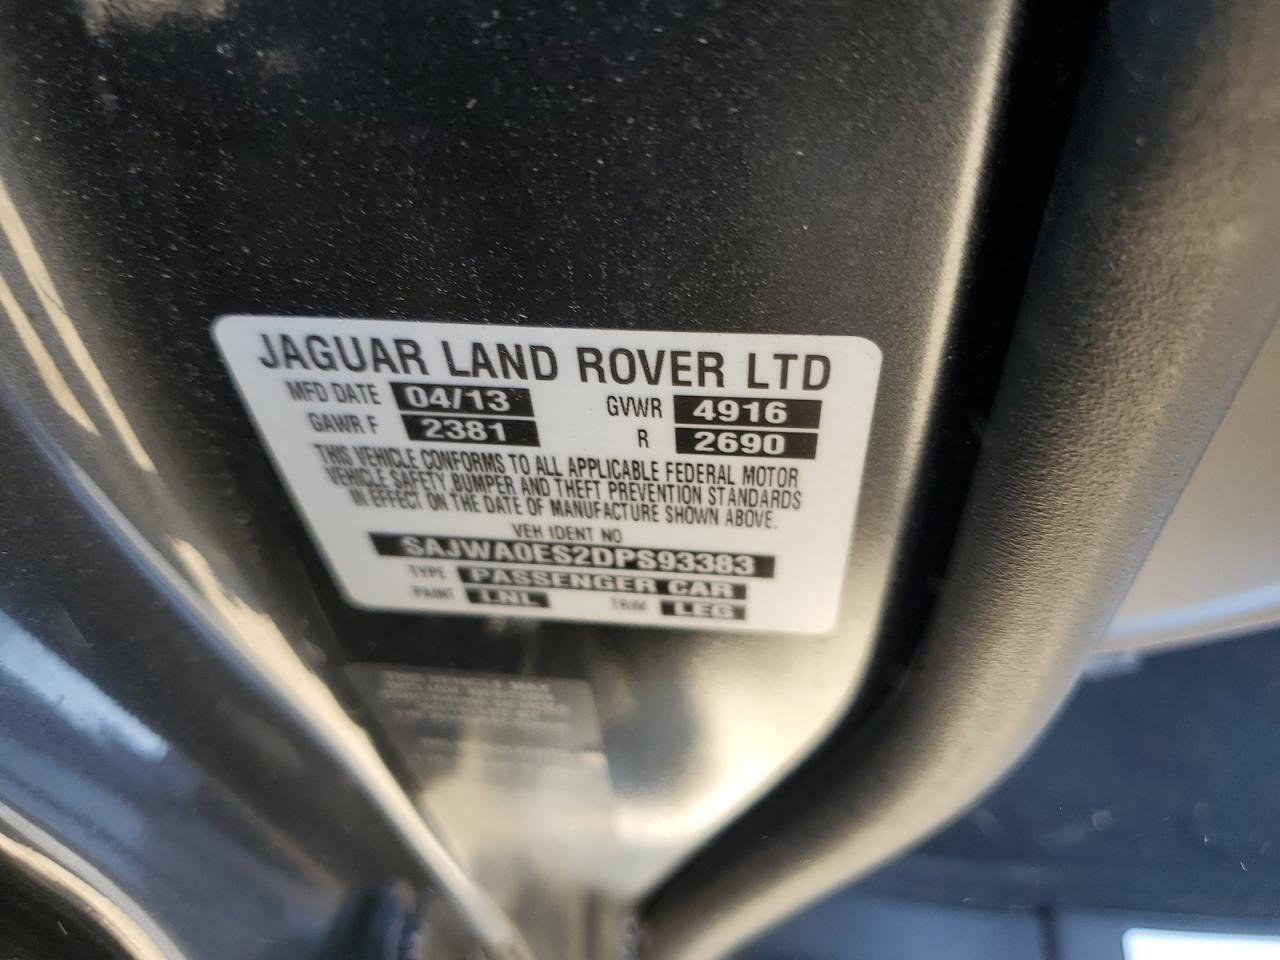 JAGUAR LAND ROVER LTD
MFD DATE 04/13 GVWR 4916
GAWR F 2381 R 2690
THIS VEHICLE CONFORMS TO ALL APPLICABLE FEDERAL MOTOR
VEHICLE SAFETY BUMPER AND THEFT PREVENTION STANDARDS
IN EFFECT ON THE DATE OF MANUFACTURE SHOWN ABOVE.
VEH IDENT NO
SAJWA0ES2DPS93383
TYPE PASSENGER CAR
PAINT LNL TRIM LEG